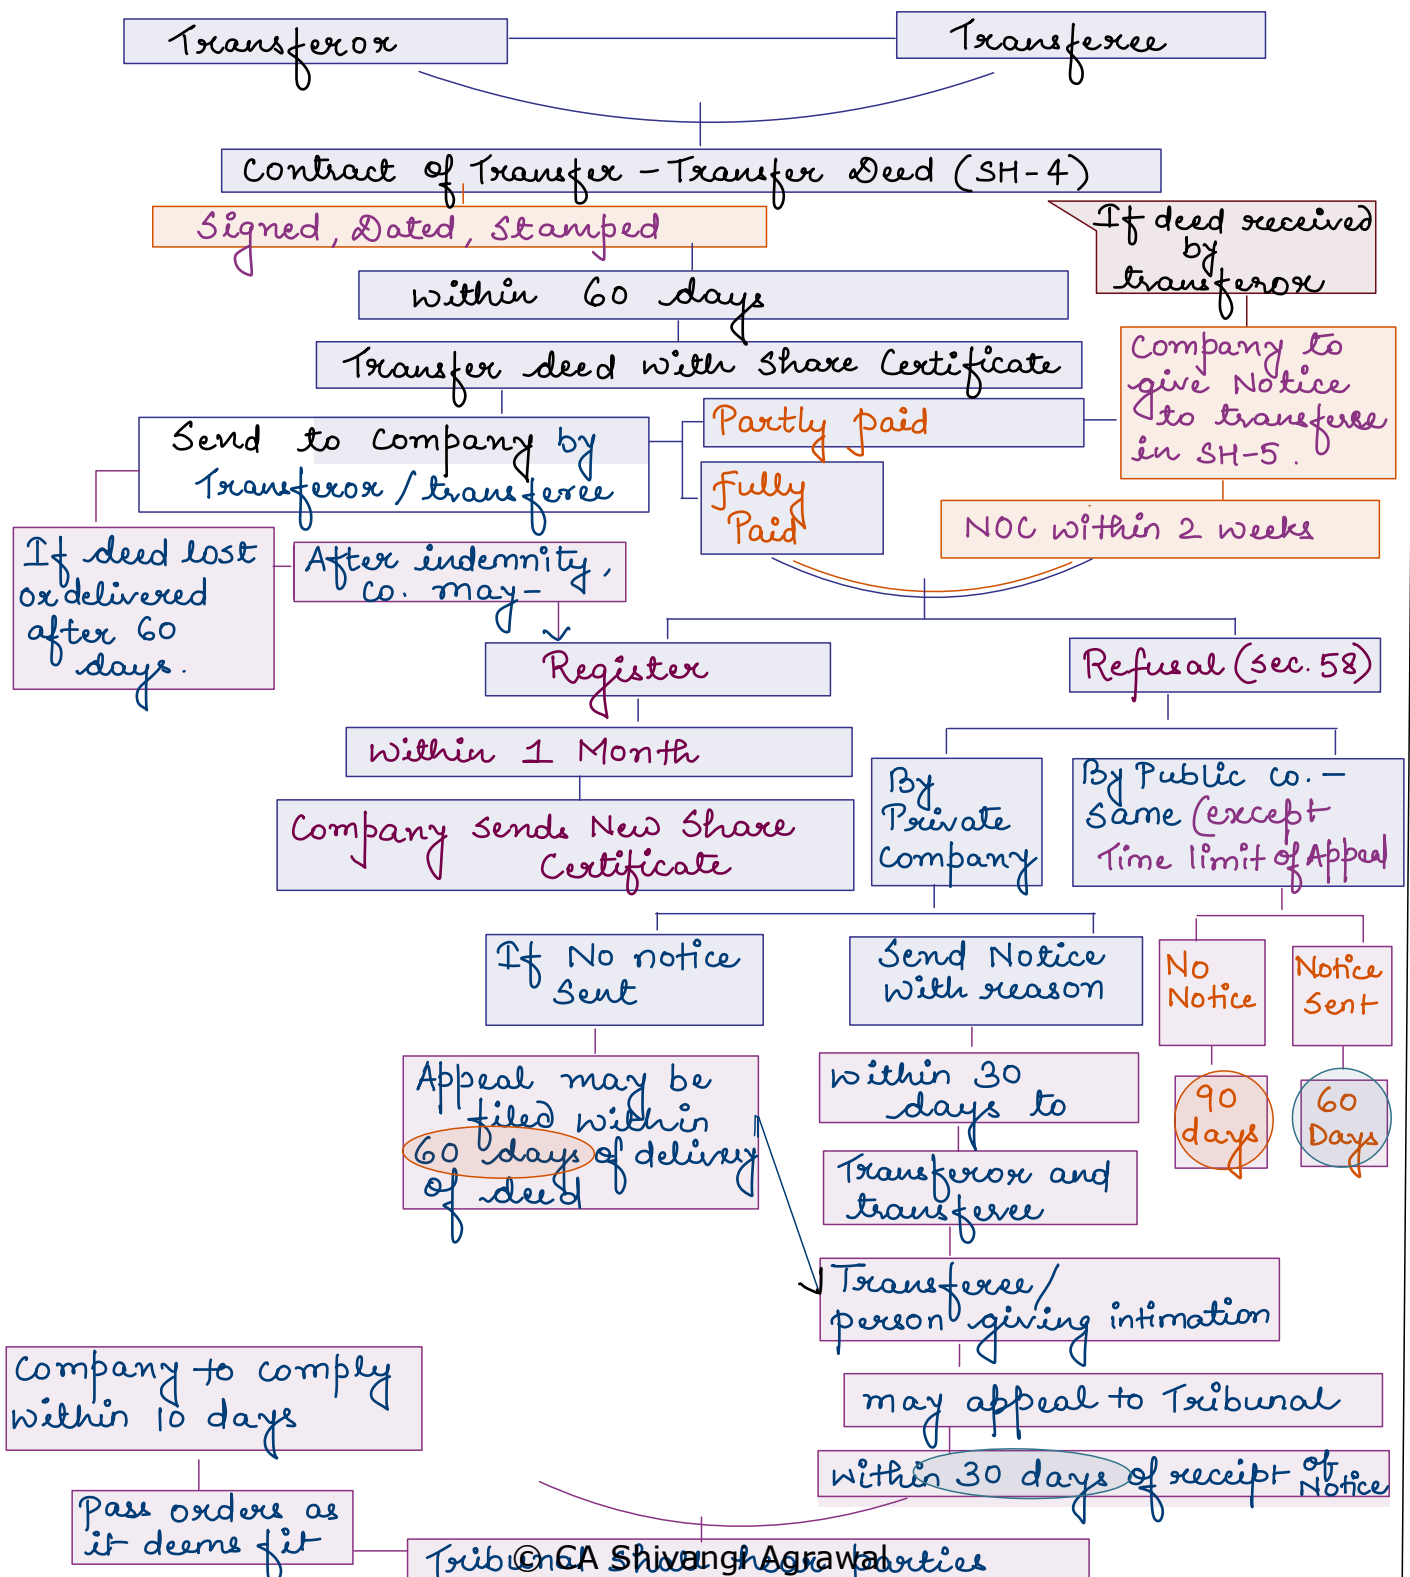 Transferor
Transferee
Contract of Transfer - Transfer Deed (SH-4)
Signed, Dated, Stamped
If deed received
by
transferor
within 60 days
Transfer deed with Share Certificate
Company to
give Notice
to transferee
in SH-5.
Partly paid
Send to Company by
Transferor / transferee
Fully
Paid
NOC within 2 weeks
If deed lost
or delivered
after 60
days.
After indemnity,
co. may-
Register
Refusal (sec. 58)
within 1 Month
Company sends New Share
Certificate
By
Private
Company
By Public co. -
Same (except
Time limit of Appeal
If No notice
Sent
Send Notice
with reason
No
Notice
Notice
Sent
Appeal may be
filed within
60 days of delivery
of deed
within 30
days to
90
days
60
Days
Transferor and
transferee
Transferee/
person giving intimation
Company to comply
within 10 days
may appeal to Tribunal
within 30 days of receipt of
Notice
Pass orders as
it deems fit
Tribunal shall hear parties
© CA Shivangi Agrawal